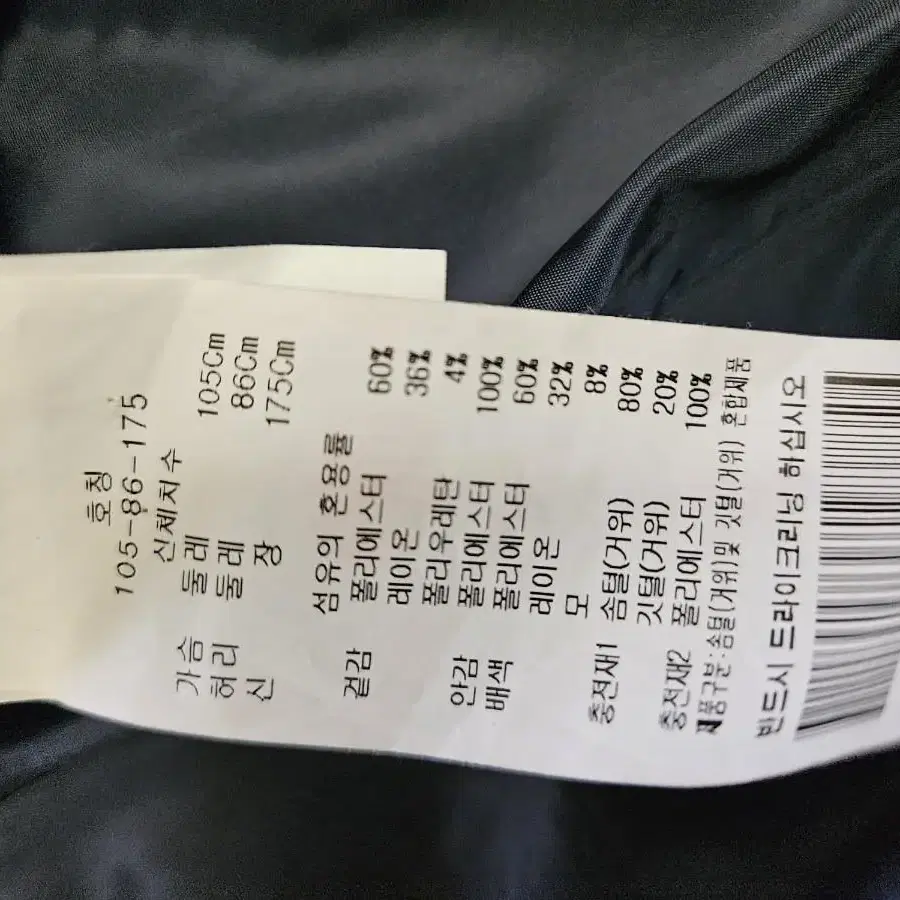 호칭
105-86-175
신체치수
가슴둘레 105Cm
허리둘레 86Cm
신장 175Cm
섬유의 혼용률
겉감 폴리에스터 60%
레이온 36%
폴리우레탄 4%
안감 폴리에스터 100%
배색 폴리에스터 60%
레이온 32%
모 8%
충전재1 솜털(거위) 80%
깃털(거위) 20%
충전재2 폴리에스터 100%
제품구분:솜털(거위)및 깃털(거위) 혼합제품
반드시 드라이크리닝 하십시오